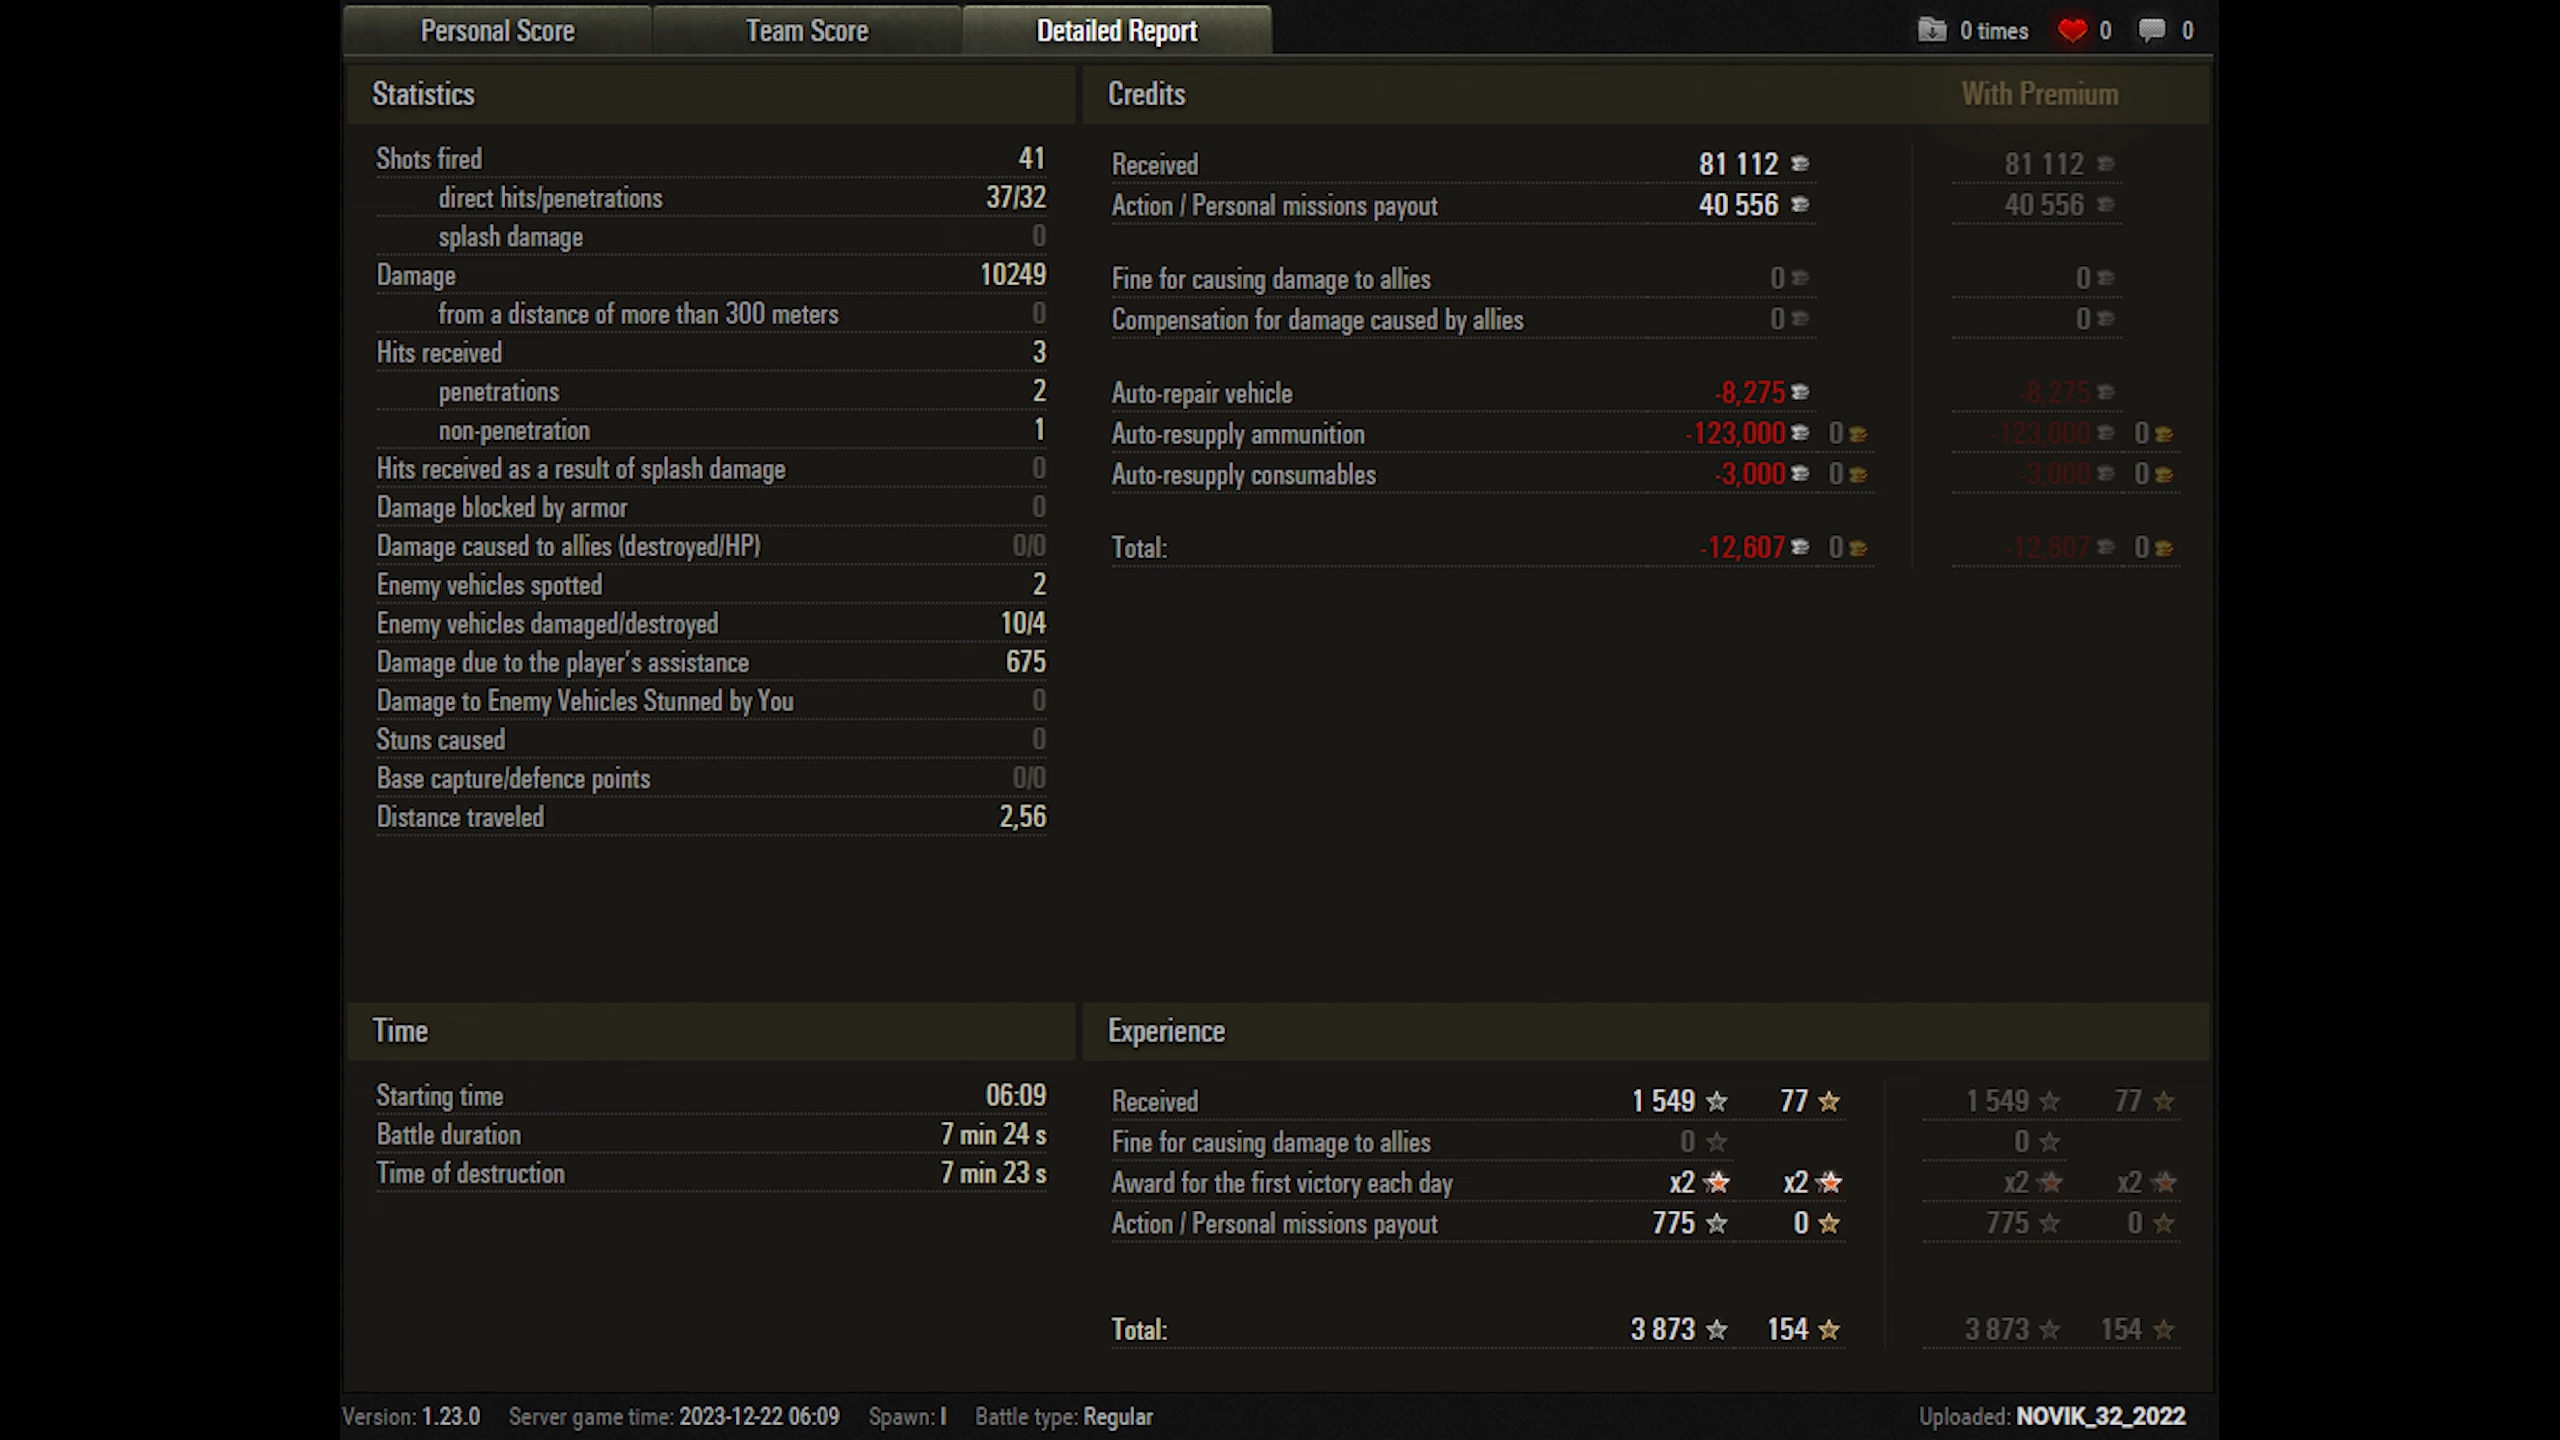 Personal Score Team Score Detailed Report 0 times 0 0
Statistics
Shots fired 41
direct hits/penetrations 37/32
splash damage 0
Damage 10249
from a distance of more than 300 meters 0
Hits received 3
penetrations 2
non-penetration 1
Hits received as a result of splash damage 0
Damage blocked by armor 0
Damage caused to allies (destroyed/HP) 0/0
Enemy vehicles spotted 2
Enemy vehicles damaged/destroyed 10/4
Damage due to the player's assistance 675
Damage to Enemy Vehicles Stunned by You 0
Stuns caused 0
Base capture/defence points 0/0
Distance traveled 2,56
Credits With Premium
Received 81 112 81 112
Action / Personal missions payout 40 556 40 556
Fine for causing damage to allies 0 0
Compensation for damage caused by allies 0 0
Auto-repair vehicle -8,275 -8,275
Auto-resupply ammunition -123,000 0 -123,000 0
Auto-resupply consumables -3,000 0 -3,000 0
Total: -12,607 0 -12,607 0
Time
Starting time 06:09
Battle duration 7 min 24 s
Time of destruction 7 min 23 s
Experience
Received 1 549 77 1 549 77
Fine for causing damage to allies 0 0
Award for the first victory each day x2 x2 x2 x2
Action / Personal missions payout 775 0 775 0
Total: 3 873 154 3 873 154
Version: 1.23.0 Server game time: 2023-12-22 06:09 Spawn: I Battle type: Regular Uploaded: NOVIK_32_2022